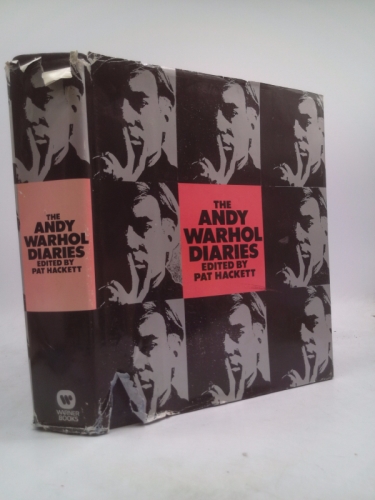 THE
ANDY
WARHOL
DIARIES
EDITED BY
PAT HACKETT
WARNER
BOOKS
THE
ANDY
WARHOL
DIARIES
EDITED BY
PAT HACKETT